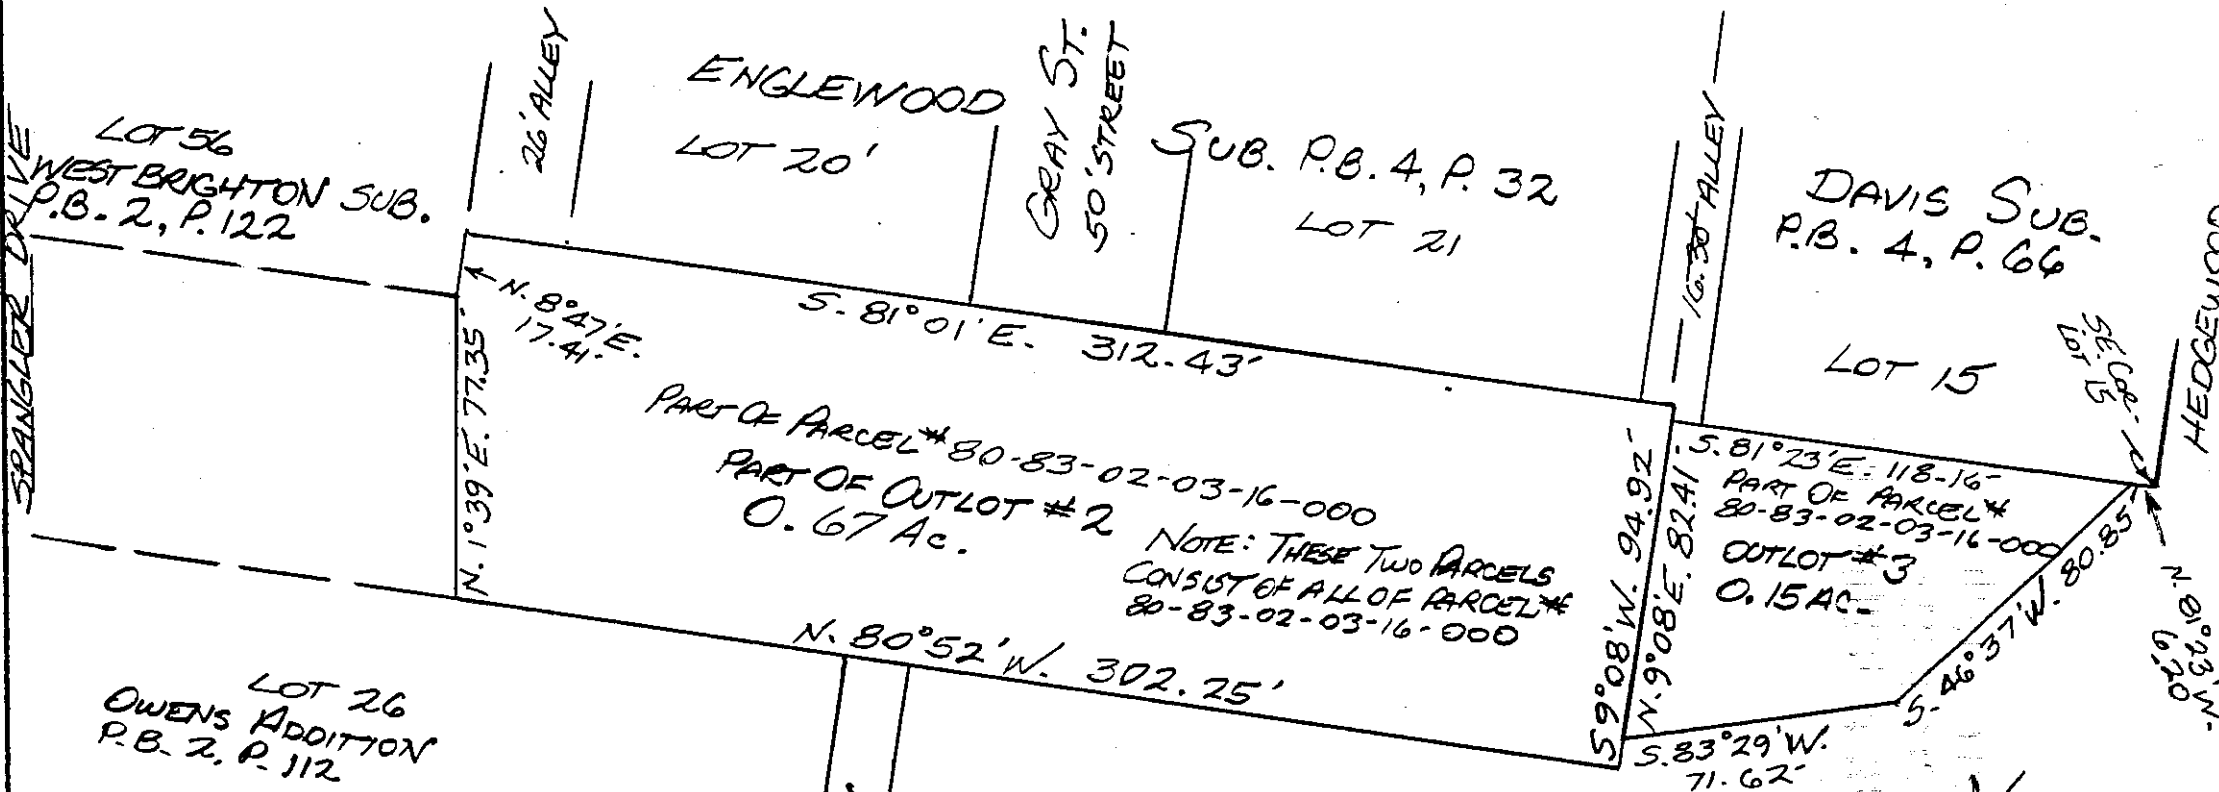 SPANGLER DRIVE
LOT 56
WEST BRIGHTON SUB.
P.B. 2, P. 122
26' ALLEY
ENGLEWOOD
LOT 20'
GRAY ST.
50' STREET
SUB. P.B. 4, P. 32
LOT 21
16.30± ALLEY
DAVIS SUB.
P.B. 4, P. 66
LOT 15
SE. COR.
LOT 15
HEDGEWOOD
N. 8°47' E.
17.41'
S. 81°01' E. 312.43'
N. 1°39' E. 77.35'
PART OF PARCEL # 80-83-02-03-16-000
PART OF OUTLOT #2
0.67 Ac.
NOTE: THESE TWO PARCELS
CONSIST OF ALL OF PARCEL #
80-83-02-03-16-000
S 9°08' W. 94.92'
N. 9°08' E. 82.41'
S. 81°23' E. 118.16'
PART OF PARCEL #
80-83-02-03-16-000
OUTLOT #3
0.15 AC.
S. 46°37' W. 80.85'
N. 81°23' W.
6.20
N. 80°52' W. 302.25'
S. 83°29' W.
71.62'
LOT 26
OWENS ADDITION
P.B. 2, P. 112